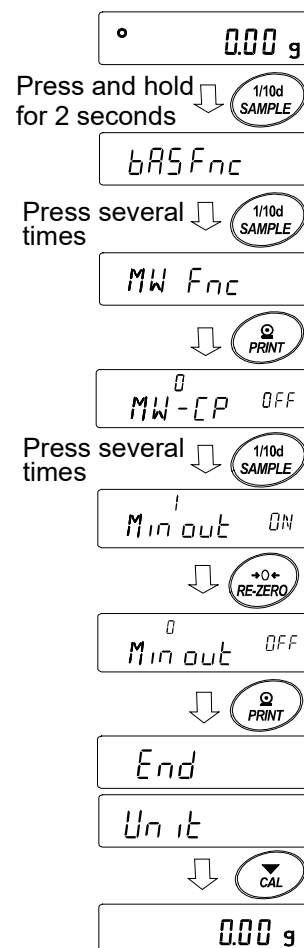 0.00 g
Press and hold
for 2 seconds
1/10d
SAMPLE
bASFnc
Press several
times
1/10d
SAMPLE
MW Fnc
PRINT
0
MW-CP OFF
Press several
times
1/10d
SAMPLE
1
Min out ON
→0←
RE-ZERO
0
Min out OFF
PRINT
End
Unit
CAL
0.00 g